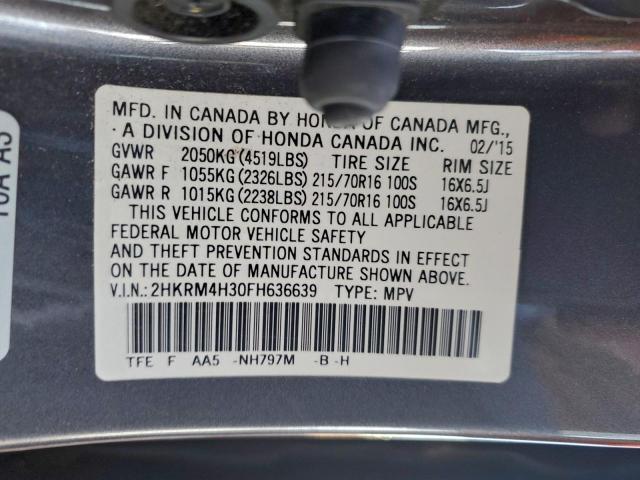 MFD. IN CANADA BY HONDA OF CANADA MFG.,
A DIVISION OF HONDA CANADA INC. 02/'15
GVWR 2050KG(4519LBS) TIRE SIZE RIM SIZE
GAWR F 1055KG(2326LBS) 215/70R16 100S 16X6.5J
GAWR R 1015KG(2238LBS) 215/70R16 100S 16X6.5J
THIS VEHICLE CONFORMS TO ALL APPLICABLE
FEDERAL MOTOR VEHICLE SAFETY
AND THEFT PREVENTION STANDARDS IN EFFECT
ON THE DATE OF MANUFACTURE SHOWN ABOVE.
V.I.N.: 2HKRM4H30FH636639 TYPE: MPV
TFE F AA5 -NH797M -B -H